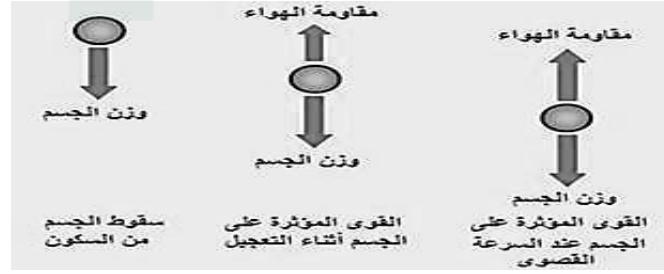 مقاومة الهواء
وزن الجسم
القوى المؤثرة على
الجسم عند السرعة
القصوى
مقاومة الهواء
وزن الجسم
القوى المؤثرة على
الجسم أثناء التعجيل
وزن الجسم
سقوط الجسم
من السكون